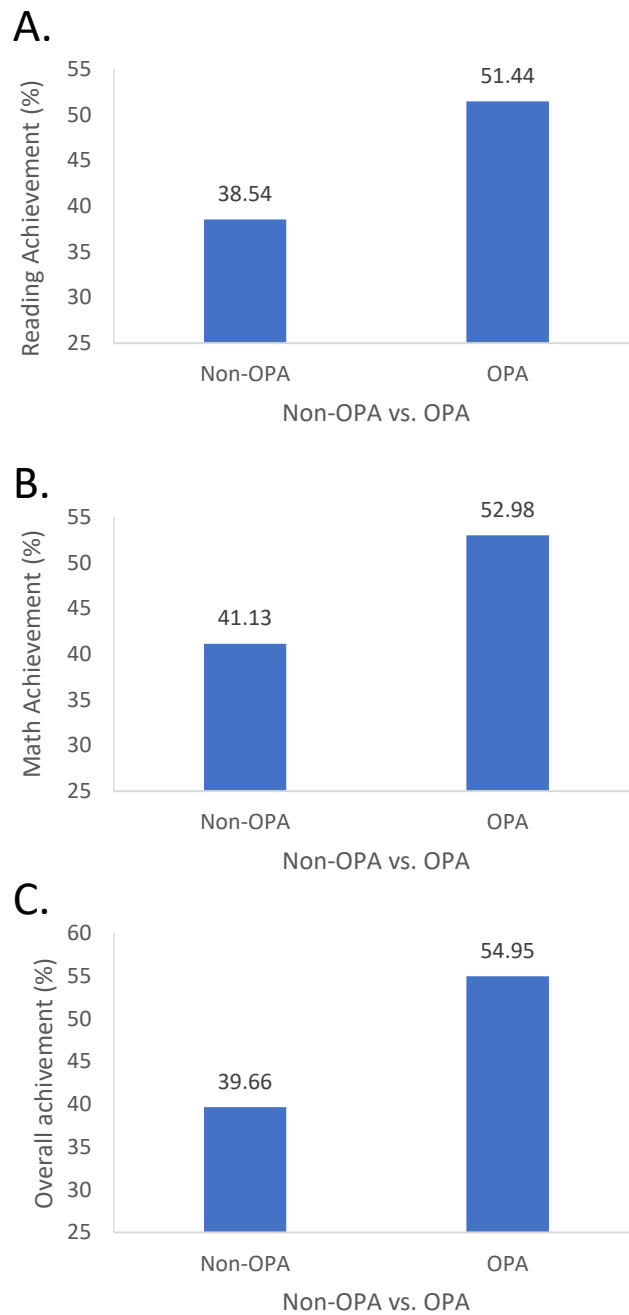 A.
Reading Achievement (%)
55
50
45
40
35
30
25
38.54
51.44
Non-OPA
OPA
Non-OPA vs. OPA
B.
Math Achievement (%)
55
50
45
40
35
30
25
41.13
52.98
Non-OPA
OPA
Non-OPA vs. OPA
C.
Overall achivement (%)
60
55
50
45
40
35
30
25
39.66
54.95
Non-OPA
OPA
Non-OPA vs. OPA